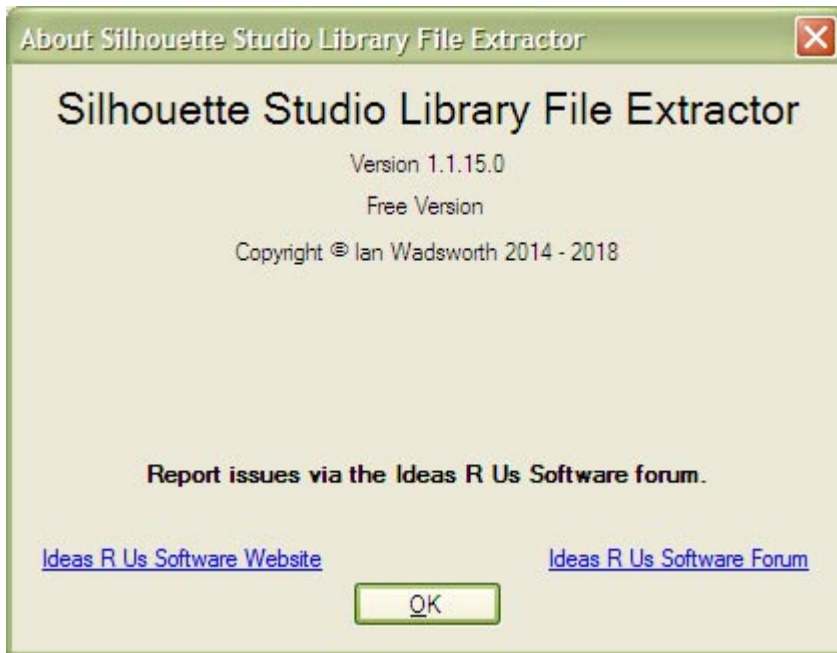 About Silhouette Studio Library File Extractor
Silhouette Studio Library File Extractor
Version 1.1.15.0
Free Version
Copyright © Ian Wadsworth 2014 - 2018
Report issues via the Ideas R Us Software forum.
Ideas R Us Software Website
Ideas R Us Software Forum
OK